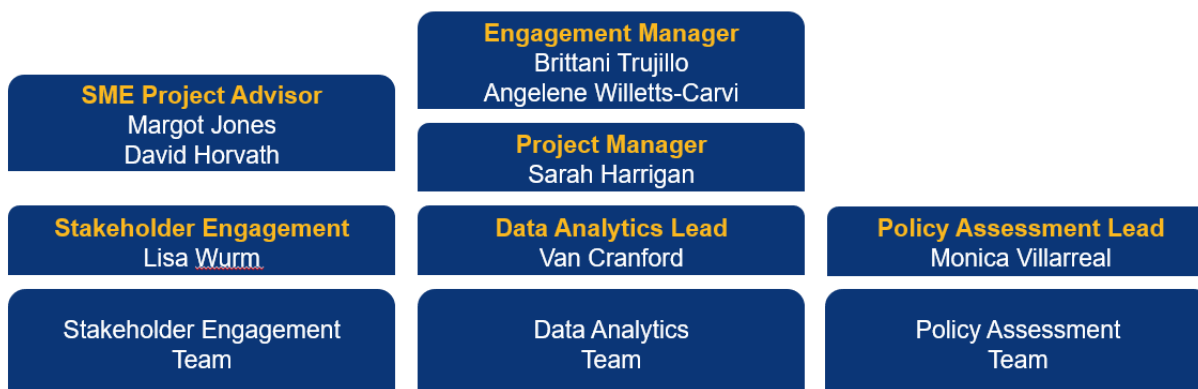 Engagement Manager
Brittani Trujillo
Angelene Willetts-Carvi
SME Project Advisor
Margot Jones
David Horvath
Project Manager
Sarah Harrigan
Stakeholder Engagement
Lisa Wurm
Data Analytics Lead
Van Cranford
Policy Assessment Lead
Monica Villarreal
Stakeholder Engagement
Team
Data Analytics
Team
Policy Assessment
Team